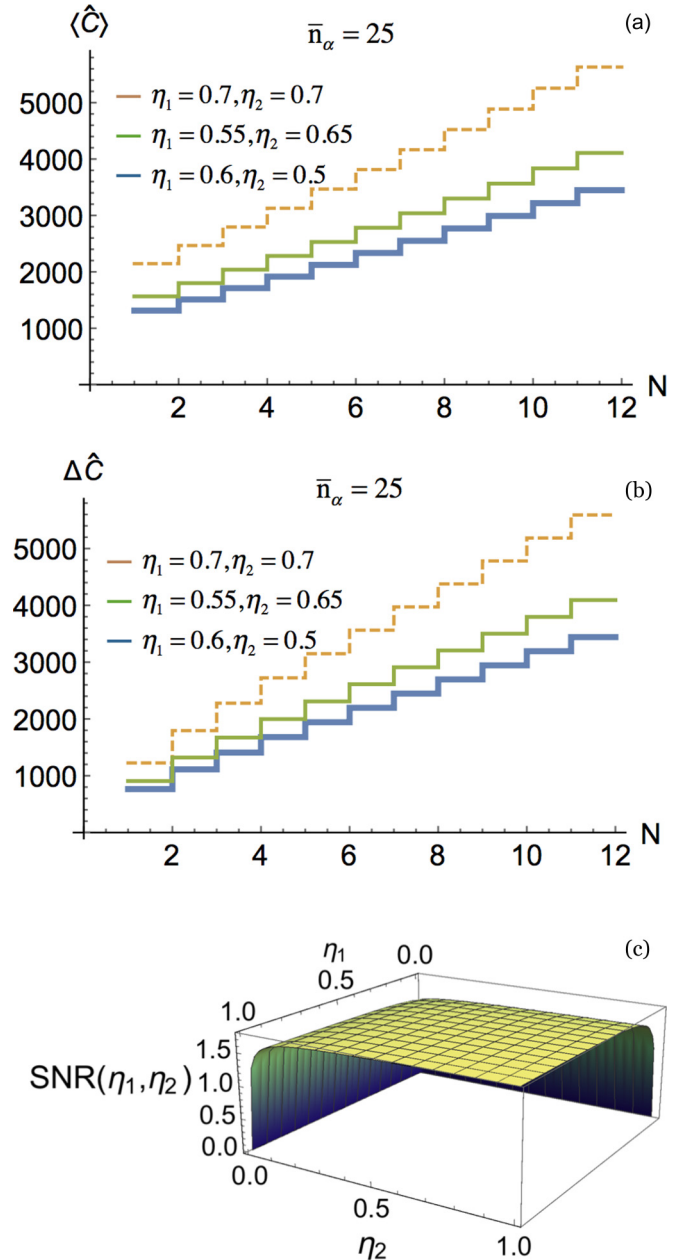 ⟨Ĉ⟩
n̅α = 25
(a)
5000
4000
3000
2000
1000
η1 = 0.7, η2 = 0.7
η1 = 0.55, η2 = 0.65
η1 = 0.6, η2 = 0.5
2 4 6 8 10 12 N
ΔĈ
n̅α = 25
(b)
5000
4000
3000
2000
1000
η1 = 0.7, η2 = 0.7
η1 = 0.55, η2 = 0.65
η1 = 0.6, η2 = 0.5
2 4 6 8 10 12 N
(c)
η1
0.0
0.5
1.0
1.5
1.0
0.5
0.0
SNR(η1,η2)
0.0
0.5
1.0
η2